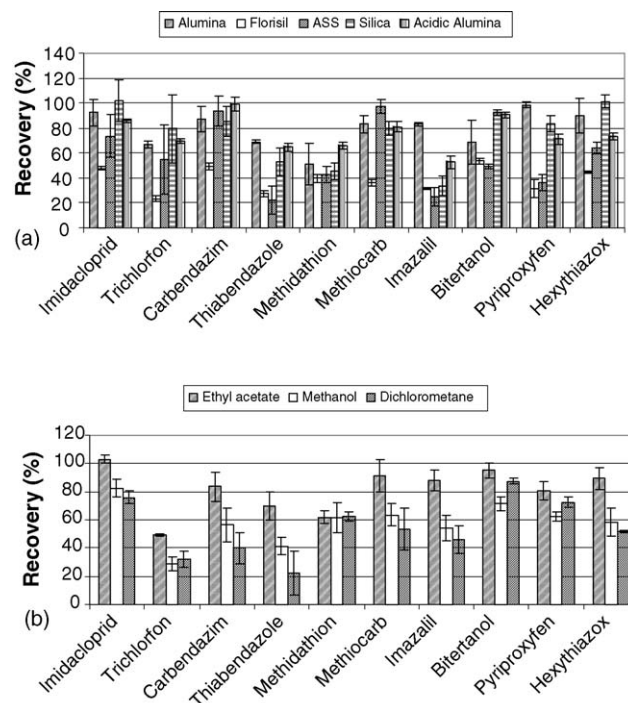 Alumina Florisil ASS Silica Acidic Alumina
140
120
100
80
60
40
20
0
Recovery (%)
(a)
Imidacloprid
Trichlorfon
Carbendazim
Thiabendazole
Methidathion
Methiocarb
Imazalil
Bitertanol
Pyriproxyfen
Hexythiazox
Ethyl acetate Methanol Dichlorometane
120
100
80
60
40
20
0
Recovery (%)
(b)
Imidacloprid
Trichlorfon
Carbendazim
Thiabendazole
Methidathion
Methiocarb
Imazalil
Bitertanol
Pyriproxyfen
Hexythiazox